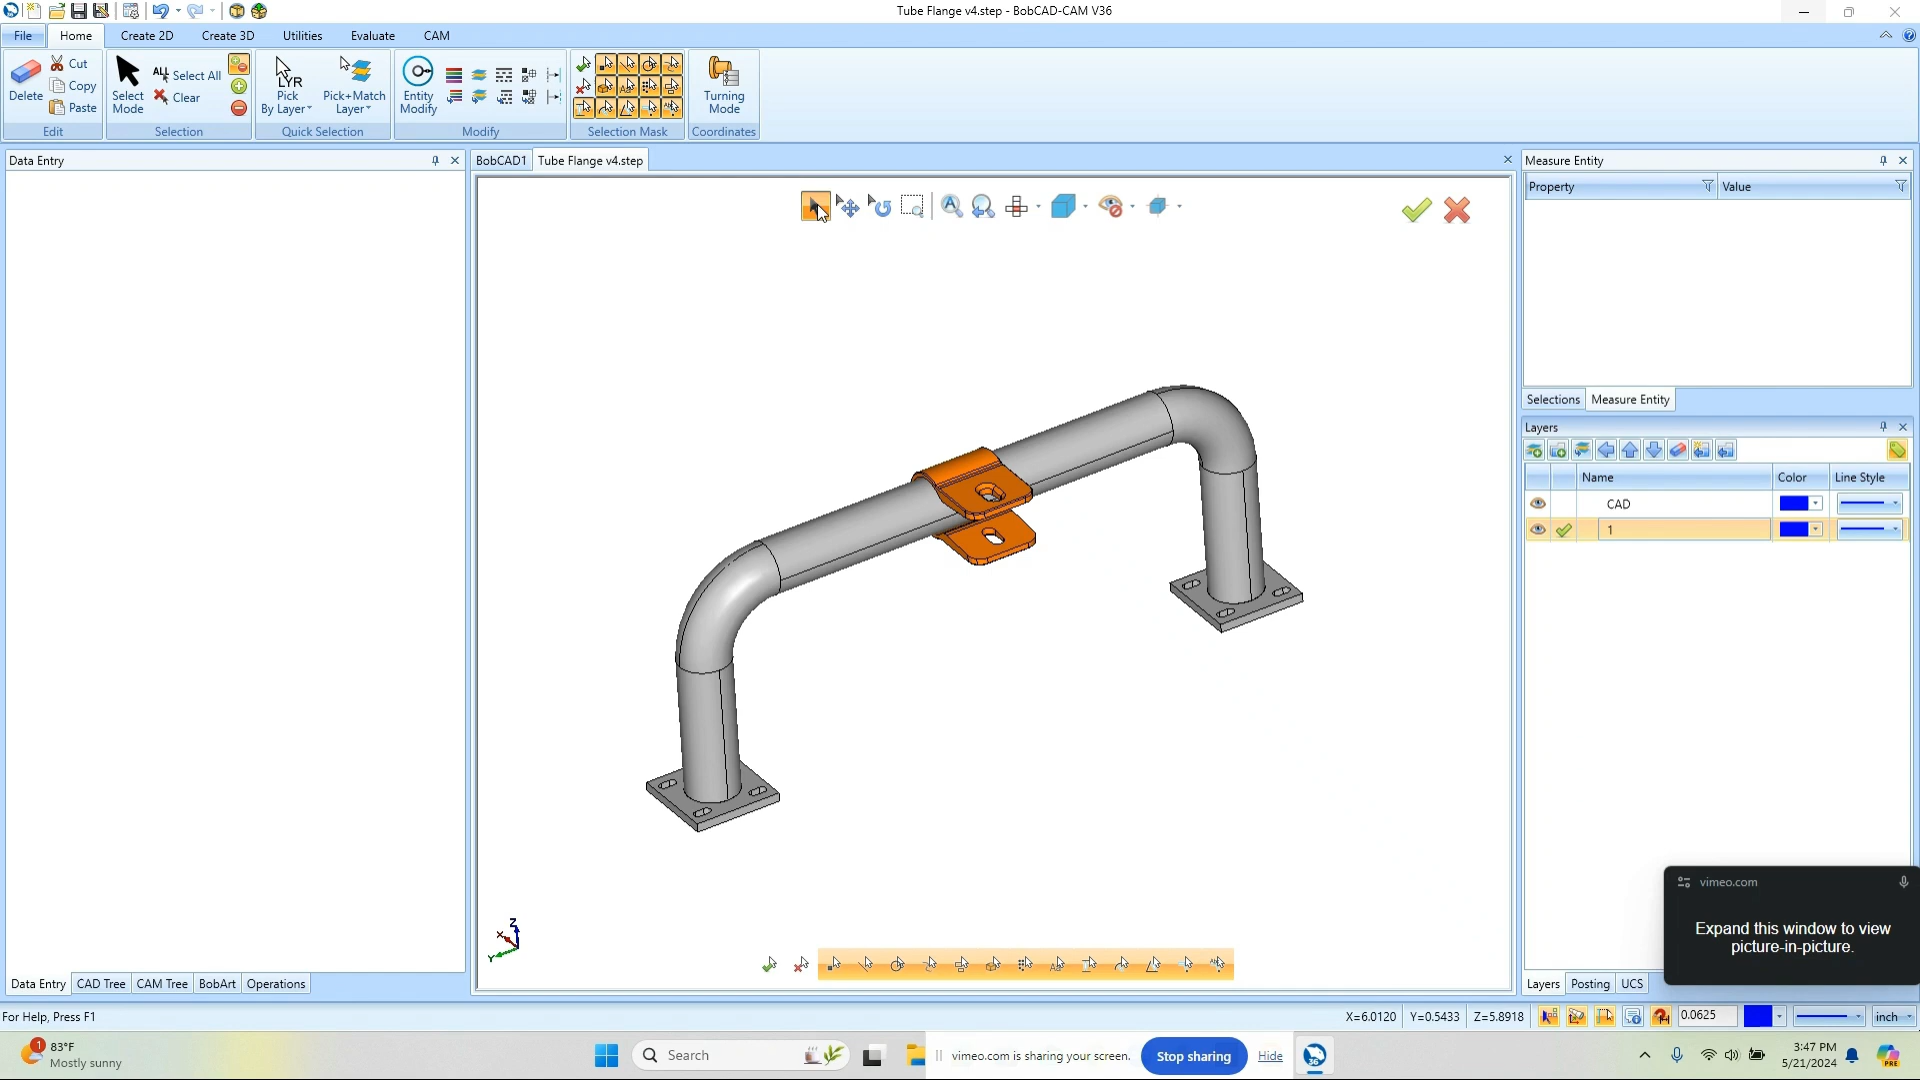 Tube Flange v4.step - BobCAD-CAM V36
File Home Create 2D Create 3D Utilities Evaluate CAM
Delete
Cut
Copy
Paste
Edit
Select Mode
ALL Select All
Clear
Selection
LYR
Pick By Layer
Pick+Match Layer
Quick Selection
Entity Modify
Modify
Selection Mask
Turning Mode
Coordinates
Data Entry
BobCAD1 Tube Flange v4.step
Measure Entity
Property Value
Selections Measure Entity
Layers
Name Color Line Style
CAD
1
Z
X
Y
vimeo.com
Expand this window to view
picture-in-picture.
Data Entry CAD Tree CAM Tree BobArt Operations
Layers Posting UCS
For Help, Press F1
X=6.0120 Y=0.5433 Z=5.8918
0.0625
inch
1
83°F
Mostly sunny
Search
vimeo.com is sharing your screen.
Stop sharing
Hide
36
3:47 PM
5/21/2024
PRE